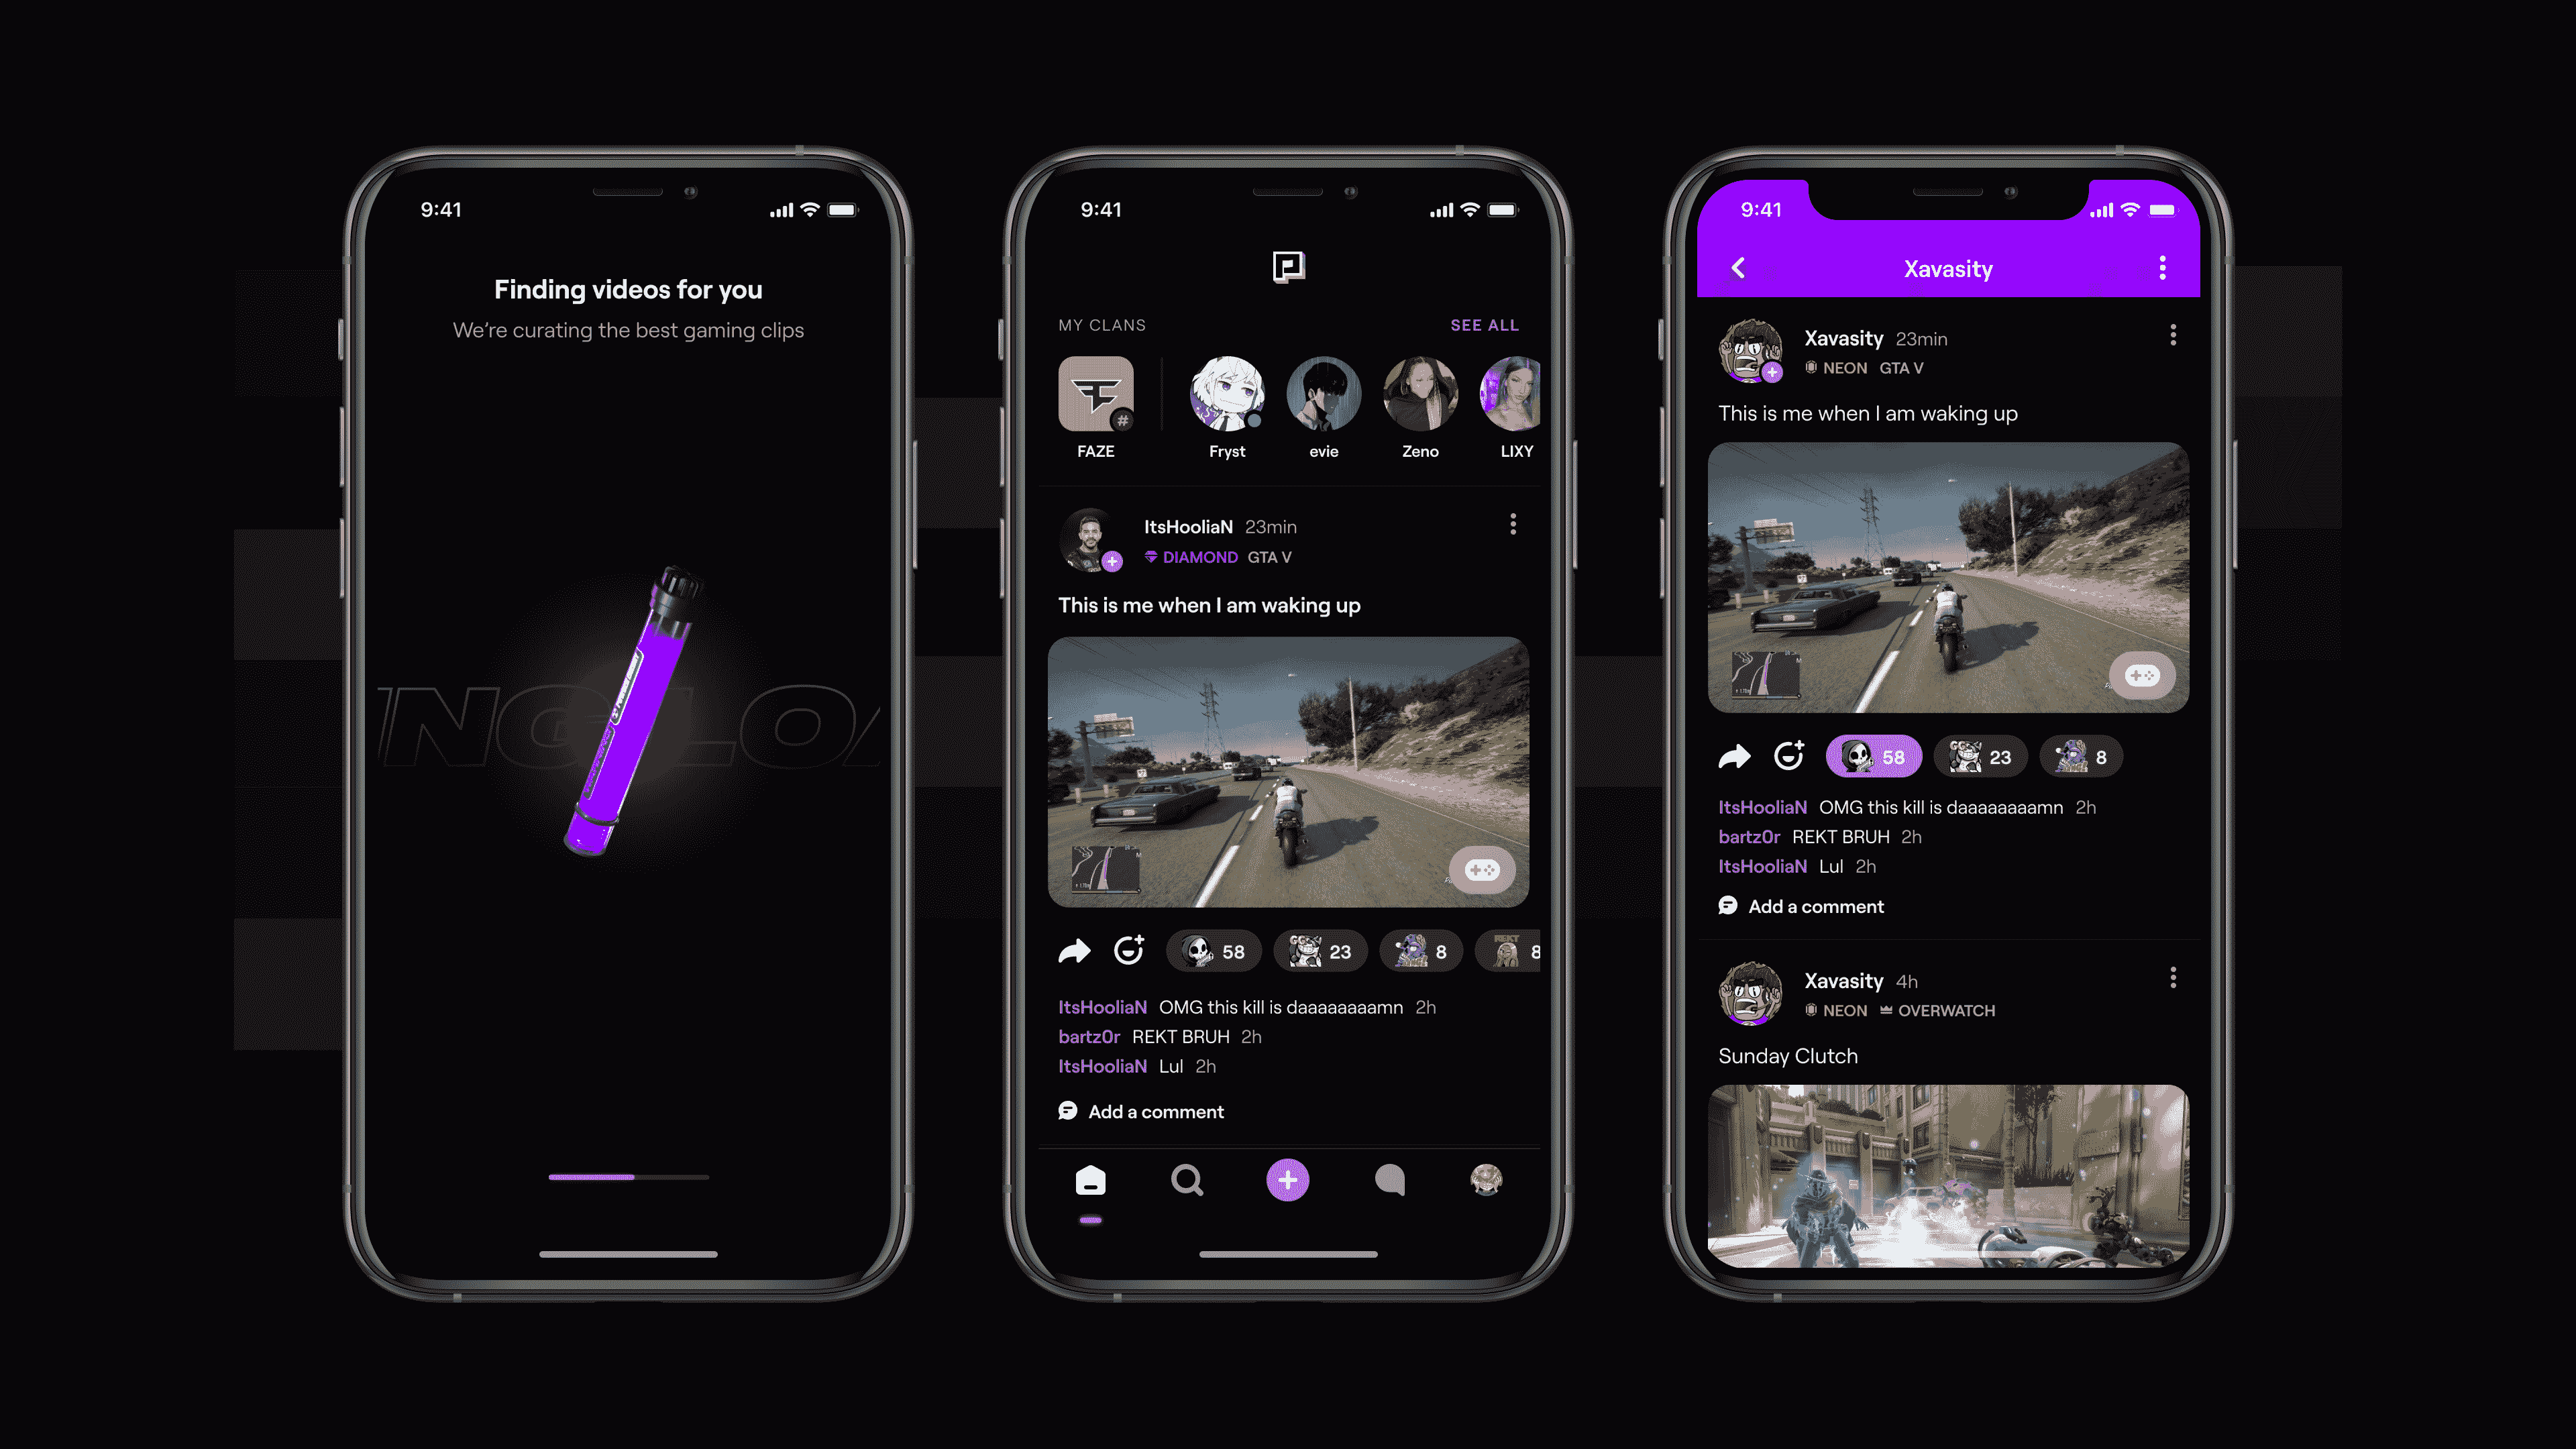 9:41
Finding videos for you
We're curating the best gaming clips
NG LOA
9:41
MY CLANS
SEE ALL
#
FAZE
Fryst
evie
Zeno
LIXY
ItsHooliaN 23min
DIAMOND GTA V
This is me when I am waking up
58
23
8
REKT
8
ItsHooliaN OMG this kill is daaaaaaaamn 2h
bartz0r REKT BRUH 2h
ItsHooliaN Lul 2h
Add a comment
9:41
Xavasity
Xavasity 23min
NEON GTA V
This is me when I am waking up
58
23
8
ItsHooliaN OMG this kill is daaaaaaaamn 2h
bartz0r REKT BRUH 2h
ItsHooliaN Lul 2h
Add a comment
Xavasity 4h
NEON OVERWATCH
Sunday Clutch